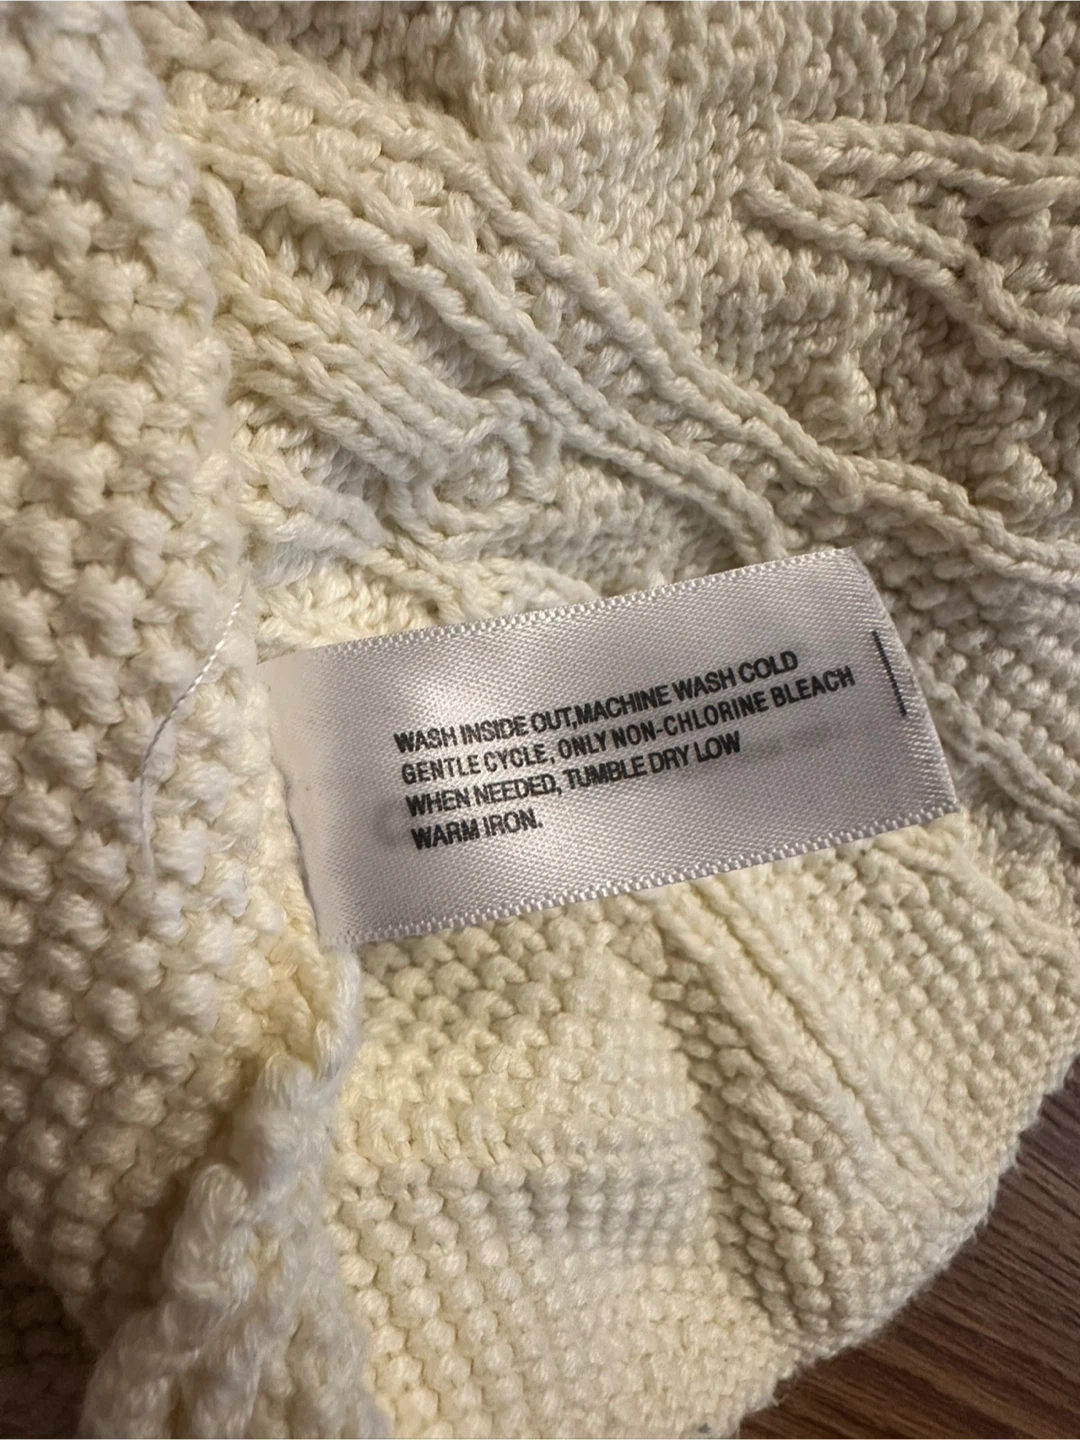 WASH INSIDE OUT,MACHINE WASH COLD
GENTLE CYCLE, ONLY NON-CHLORINE BLEACH
WHEN NEEDED, TUMBLE DRY LOW
WARM IRON.